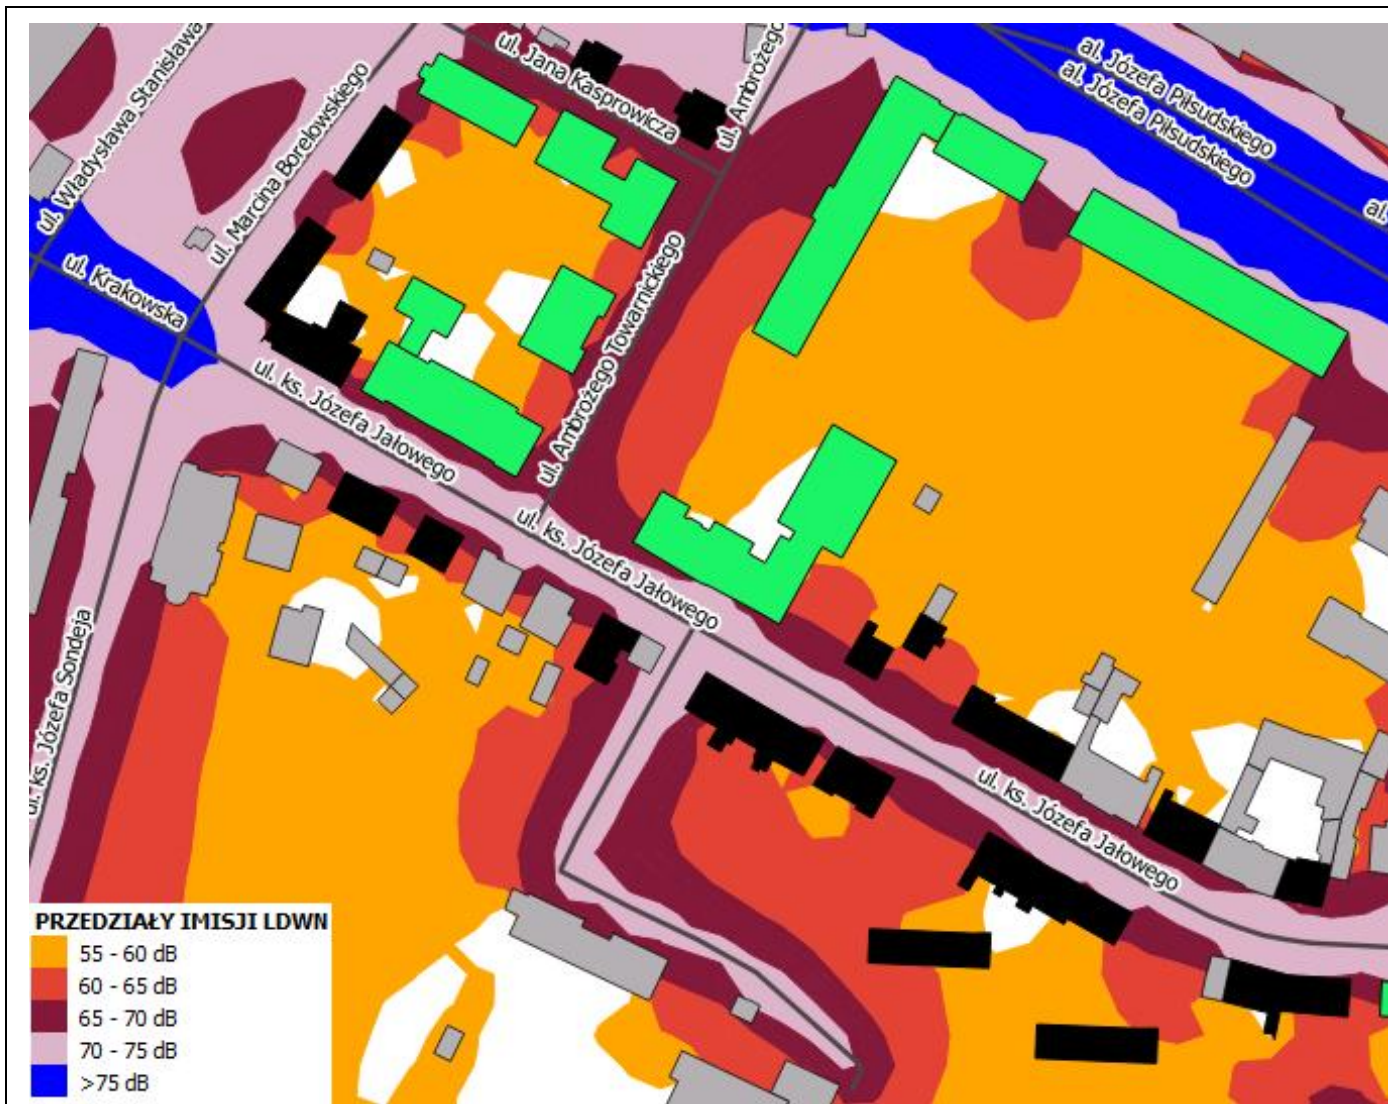 ul. Władysława Stanisława
ul. Marcina Borelowskiego
ul. Jana Kasprowicza
ul. Ambrożego
al. Józefa Piłsudskiego
al. Józefa Piłsudskiego
al.
ul. Krakowska
ul. ks. Józefa Jałowego
ul. Ambrożego Towarnickiego
ul. ks. Józefa Jałowego
ul. ks. Józefa Sondeja
ul. ks. Józefa Jałowego
PRZEDZIAŁY IMISJI LDWN
55 - 60 dB
60 - 65 dB
65 - 70 dB
70 - 75 dB
>75 dB